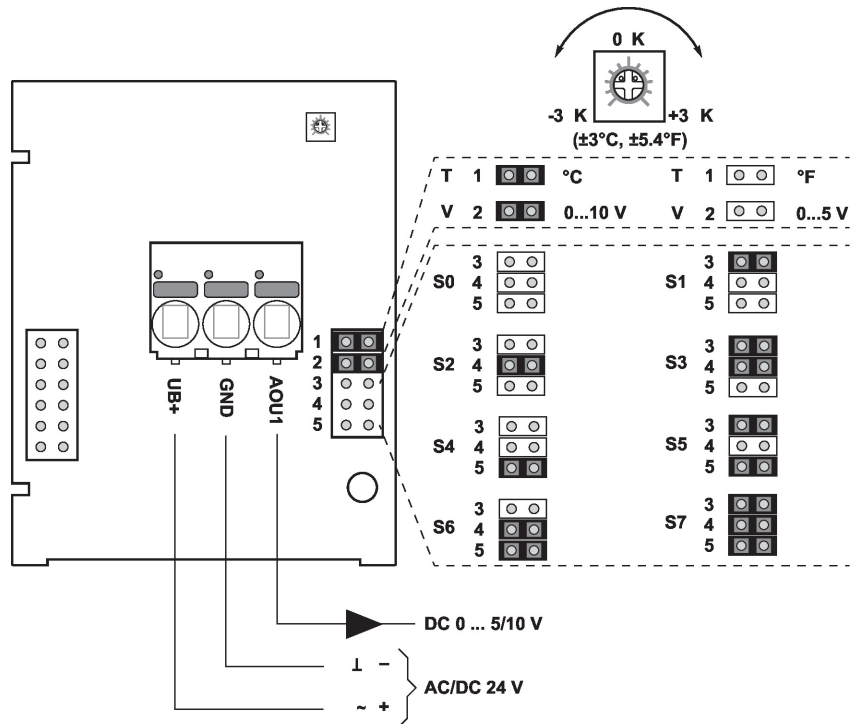 0 K
-3 K +3 K
(±3°C, ±5.4°F)
T 1 °C T 1 °F
V 2 0...10 V V 2 0...5 V
S0 3 4 5
S1 3 4 5
S2 3 4 5
S3 3 4 5
S4 3 4 5
S5 3 4 5
S6 3 4 5
S7 3 4 5
1
2
3
4
5
UB+
GND
AOU1
DC 0 ... 5/10 V
⊥ –
AC/DC 24 V
~ +